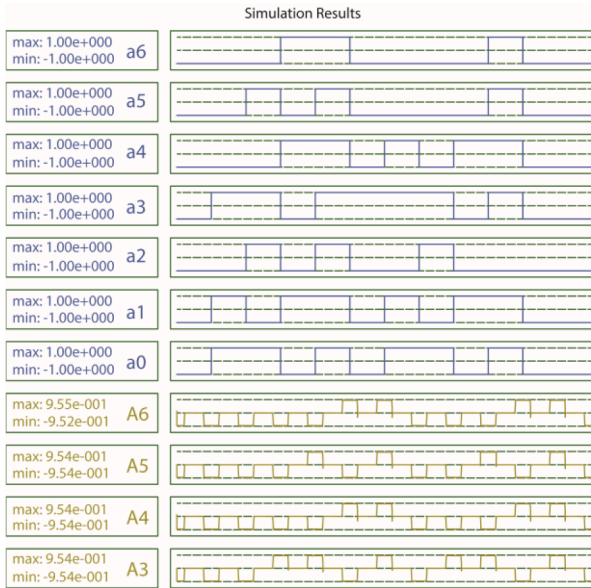 Simulation Results
max: 1.00e+000
min: -1.00e+000 a6
max: 1.00e+000
min: -1.00e+000 a5
max: 1.00e+000
min: -1.00e+000 a4
max: 1.00e+000
min: -1.00e+000 a3
max: 1.00e+000
min: -1.00e+000 a2
max: 1.00e+000
min: -1.00e+000 a1
max: 1.00e+000
min: -1.00e+000 a0
max: 9.55e-001
min: -9.52e-001 A6
max: 9.54e-001
min: -9.54e-001 A5
max: 9.54e-001
min: -9.54e-001 A4
max: 9.54e-001
min: -9.54e-001 A3